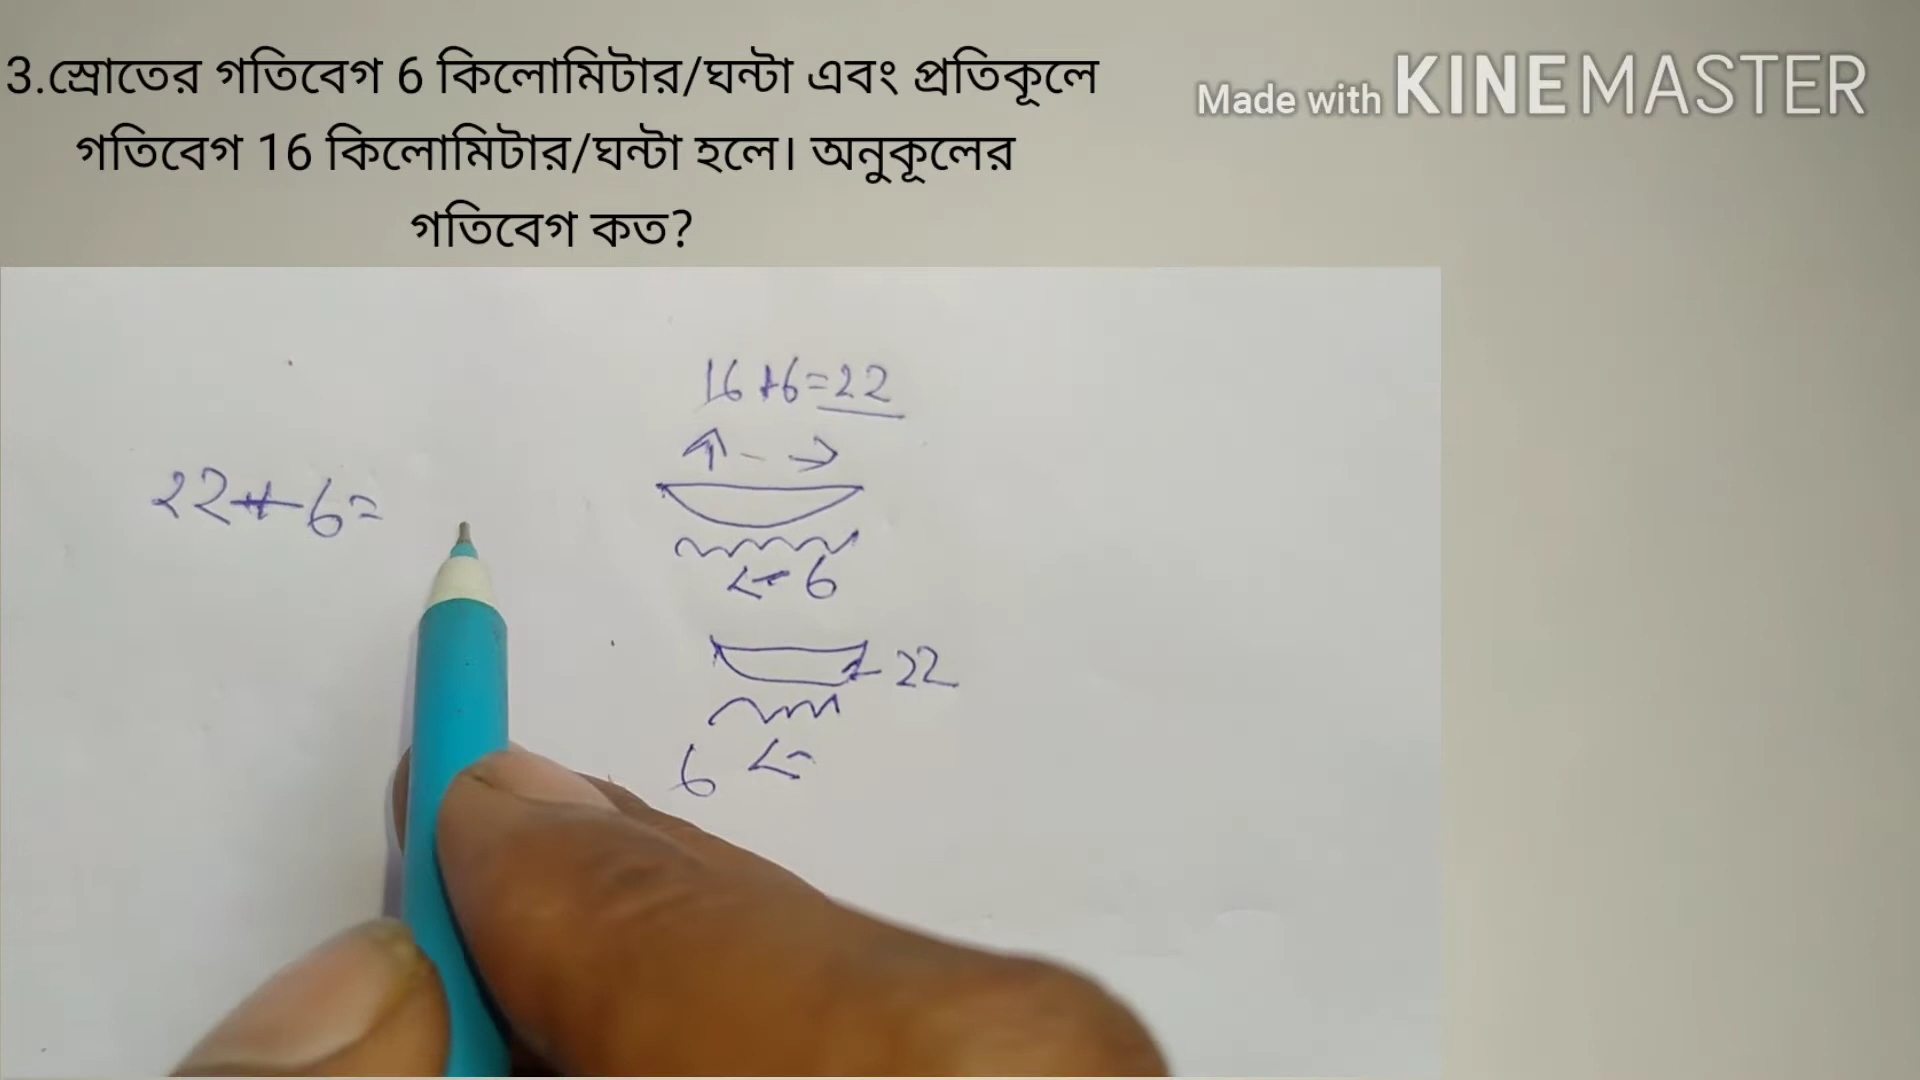 3.স্রোতের গতিবেগ 6 কিলোমিটার/ঘন্টা এবং প্রতিকূলে
গতিবেগ 16 কিলোমিটার/ঘন্টা হলে। অনুকূলের
গতিবেগ কত?
Made with KINEMASTER
16+6=22
22+6=
6
22
6